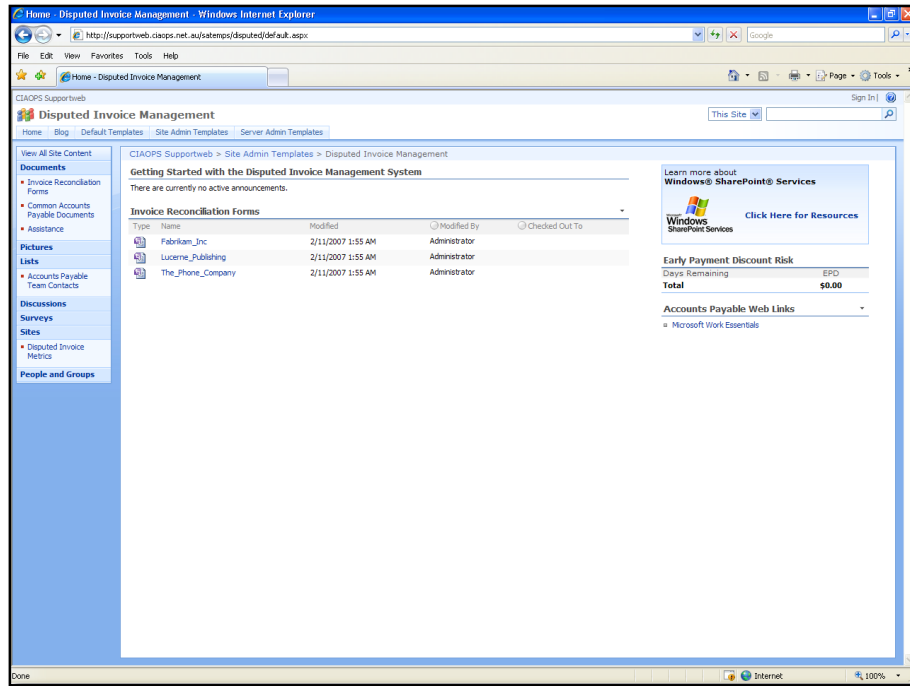 Home - Disputed Invoice Management - Windows Internet Explorer
http://supportweb.ciaops.net.au/satemps/disputed/default.aspx
Google
File Edit View Favorites Tools Help
Home - Disputed Invoice Management
Page Tools
CIAOPS Supportweb
Sign In |
Disputed Invoice Management
This Site
Home Blog Default Templates Site Admin Templates Server Admin Templates
View All Site Content
Documents
Invoice Reconciliation
Forms
Common Accounts
Payable Documents
Assistance
Pictures
Lists
Accounts Payable
Team Contacts
Discussions
Surveys
Sites
Disputed Invoice
Metrics
People and Groups
CIAOPS Supportweb > Site Admin Templates > Disputed Invoice Management
Getting Started with the Disputed Invoice Management System
There are currently no active announcements.
Invoice Reconciliation Forms
Type Name Modified Modified By Checked Out To
Fabrikam_Inc 2/11/2007 1:55 AM Administrator
Lucerne_Publishing 2/11/2007 1:55 AM Administrator
The_Phone_Company 2/11/2007 1:55 AM Administrator
Learn more about
Windows® SharePoint® Services
Microsoft
Windows
SharePoint Services
Click Here for Resources
Early Payment Discount Risk
Days Remaining EPD
Total $0.00
Accounts Payable Web Links
Microsoft Work Essentials
Done
Internet
100%